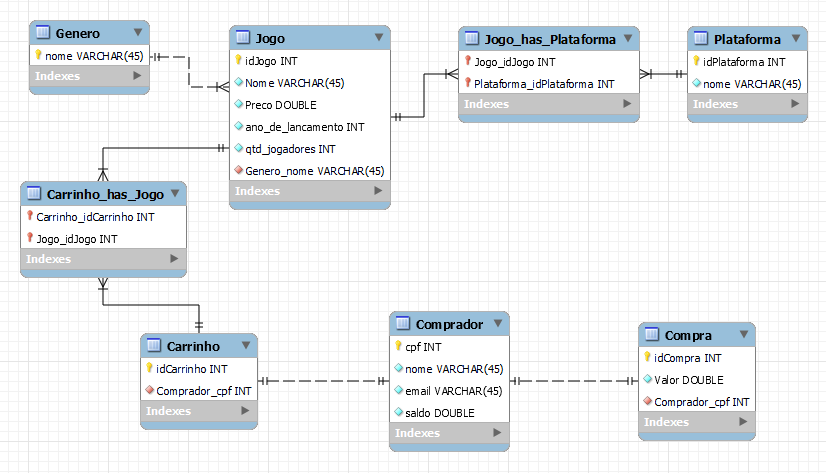 Genero
nome VARCHAR(45)
Indexes
Jogo
idJogo INT
Nome VARCHAR(45)
Preco DOUBLE
ano_de_lancamento INT
qtd_jogadores INT
Genero_nome VARCHAR(45)
Indexes
Jogo_has_Plataforma
Jogo_idJogo INT
Plataforma_idPlataforma INT
Indexes
Plataforma
idPlataforma INT
nome VARCHAR(45)
Indexes
Carrinho_has_Jogo
Carrinho_idCarrinho INT
Jogo_idJogo INT
Indexes
Carrinho
idCarrinho INT
Comprador_cpf INT
Indexes
Comprador
cpf INT
nome VARCHAR(45)
email VARCHAR(45)
saldo DOUBLE
Indexes
Compra
idCompra INT
Valor DOUBLE
Comprador_cpf INT
Indexes